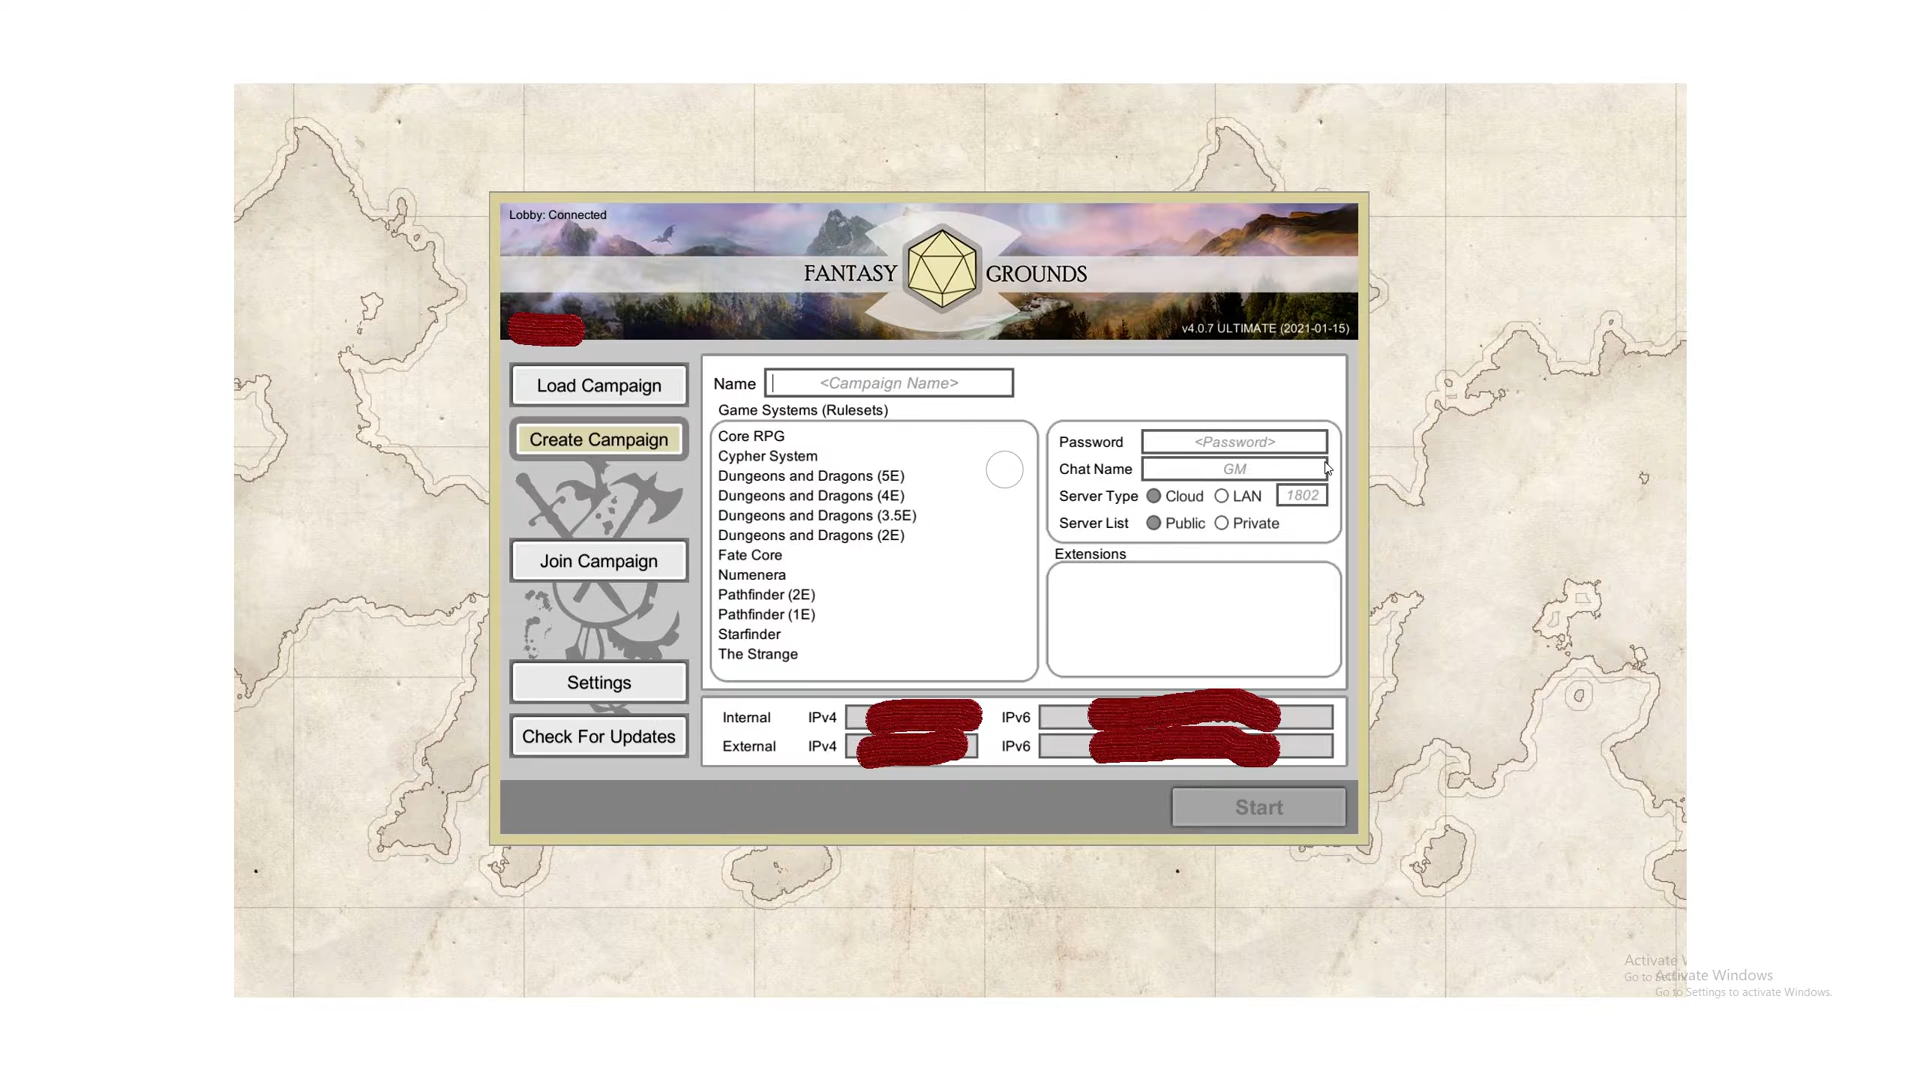 Lobby: Connected
FANTASY GROUNDS
v4.0.7 ULTIMATE (2021-01-15)
Load Campaign
Create Campaign
Join Campaign
Settings
Check For Updates
Name <Campaign Name>
Game Systems (Rulesets)
Core RPG
Cypher System
Dungeons and Dragons (5E)
Dungeons and Dragons (4E)
Dungeons and Dragons (3.5E)
Dungeons and Dragons (2E)
Fate Core
Numenera
Pathfinder (2E)
Pathfinder (1E)
Starfinder
The Strange
Password <Password>
Chat Name GM
Server Type Cloud LAN 1802
Server List Public Private
Extensions
Internal IPv4 IPv6
External IPv4 IPv6
Start
Activate
Go to
Activate Windows
Go to Settings to activate Windows.